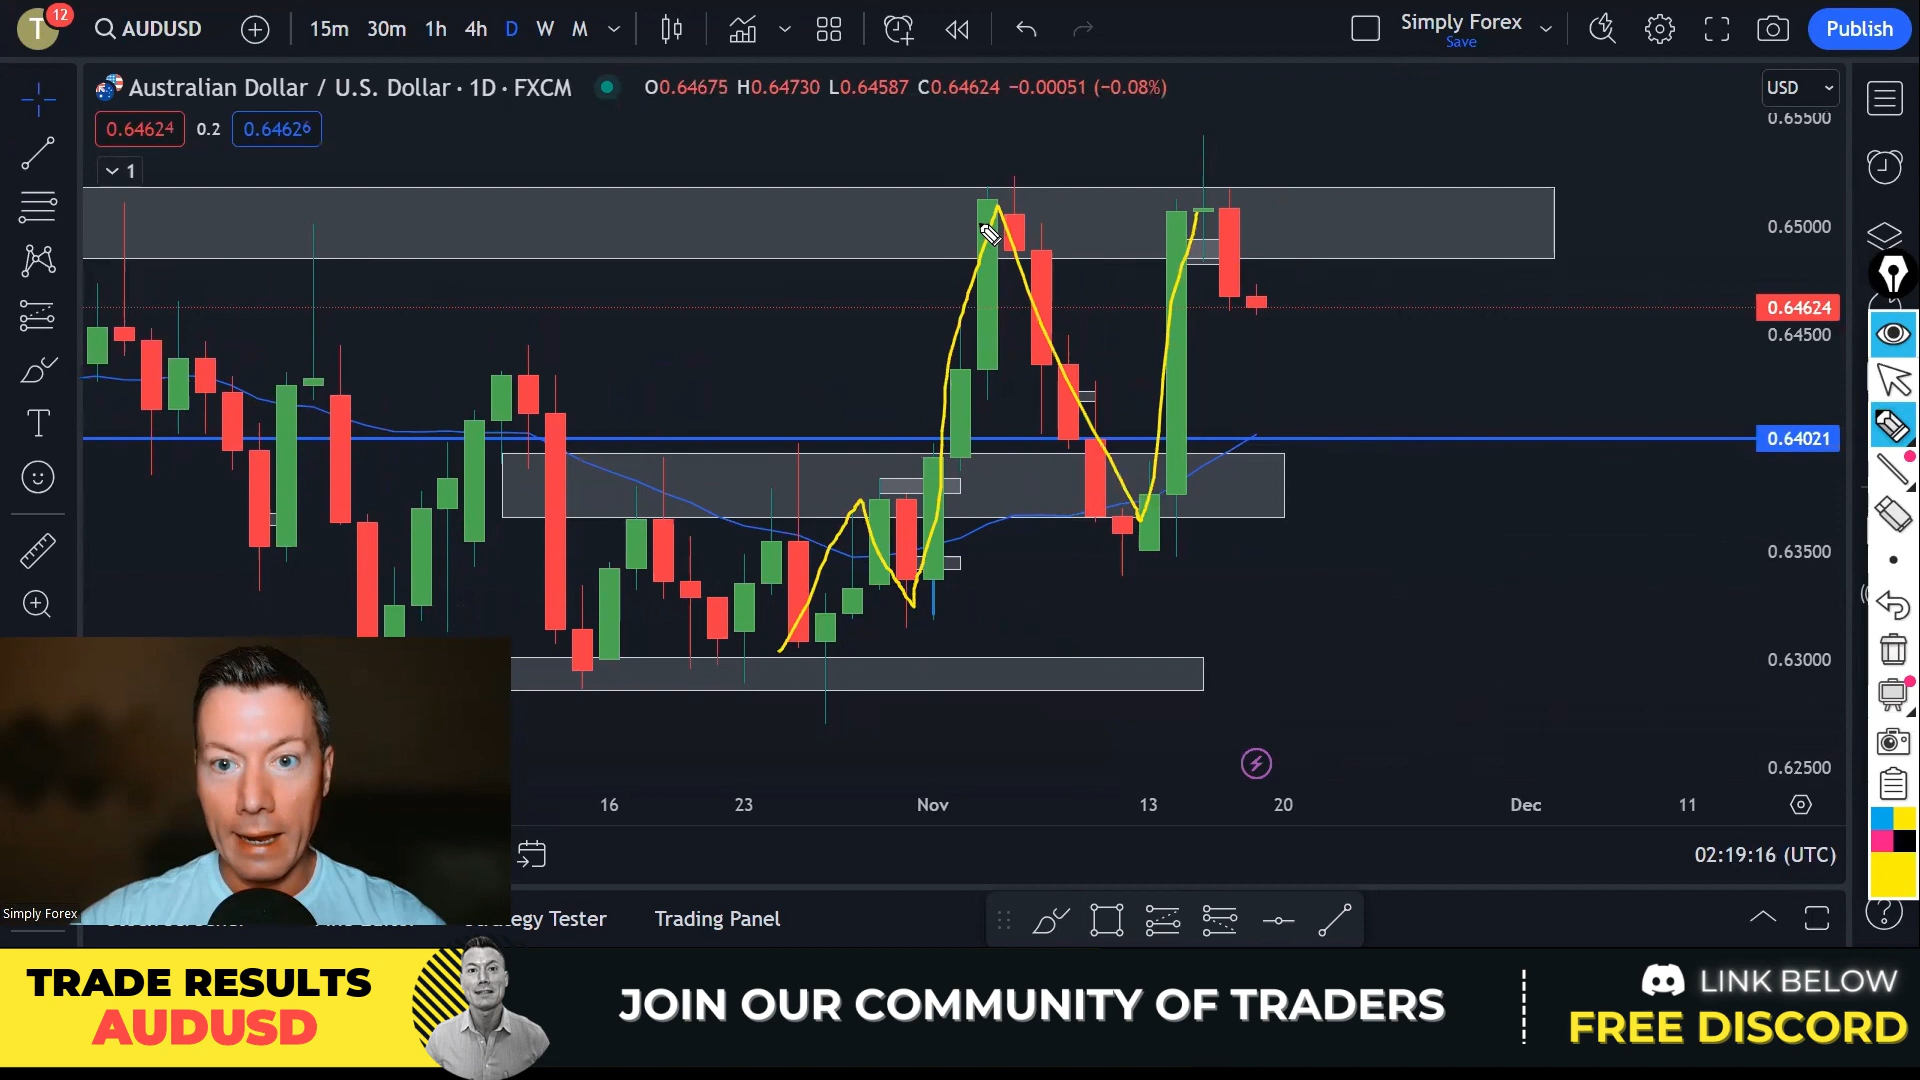 T
12
AUDUSD
15m 30m 1h 4h D W M
Simply Forex
Save
Publish
Australian Dollar / U.S. Dollar · 1D · FXCM
O0.64675 H0.64730 L0.64587 C0.64624 −0.00051 (−0.08%)
USD
0.64624 0.2 0.64626
1
0.65500
0.65000
0.64624
0.64500
0.64021
0.63500
0.63000
0.62500
16 23 Nov 13 20 Dec 11
02:19:16 (UTC)
Simply Forex
Tester
Trading Panel
TRADE RESULTS
AUDUSD
JOIN OUR COMMUNITY OF TRADERS
LINK BELOW
FREE DISCORD